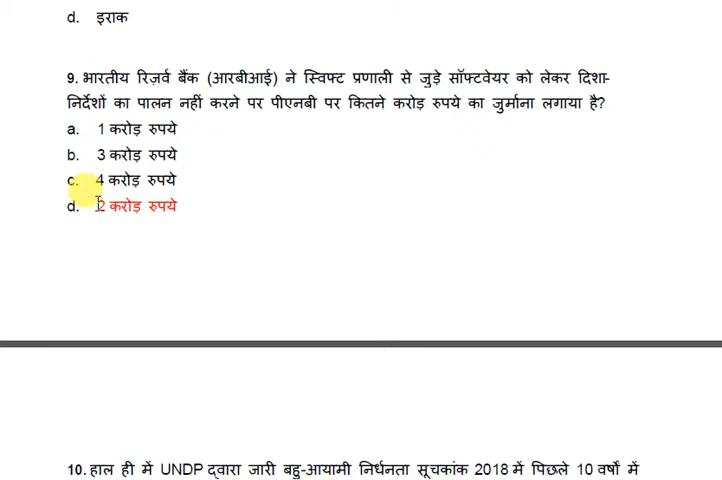 d. इराक
9. भारतीय रिज़र्व बैंक (आरबीआई) ने स्विफ्ट प्रणाली से जुड़े सॉफ्टवेयर को लेकर दिशा-
निर्देशों का पालन नहीं करने पर पीएनबी पर कितने करोड़ रुपये का जुर्माना लगाया है?
a. 1 करोड़ रुपये
b. 3 करोड़ रुपये
c. 4 करोड़ रुपये
d. 2 करोड़ रुपये
10. हाल ही में UNDP द्वारा जारी बहु-आयामी निर्धनता सूचकांक 2018 में पिछले 10 वर्षों में